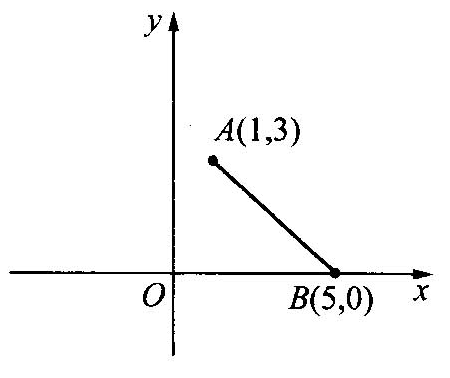 y
A(1,3)
O
B(5,0)
x